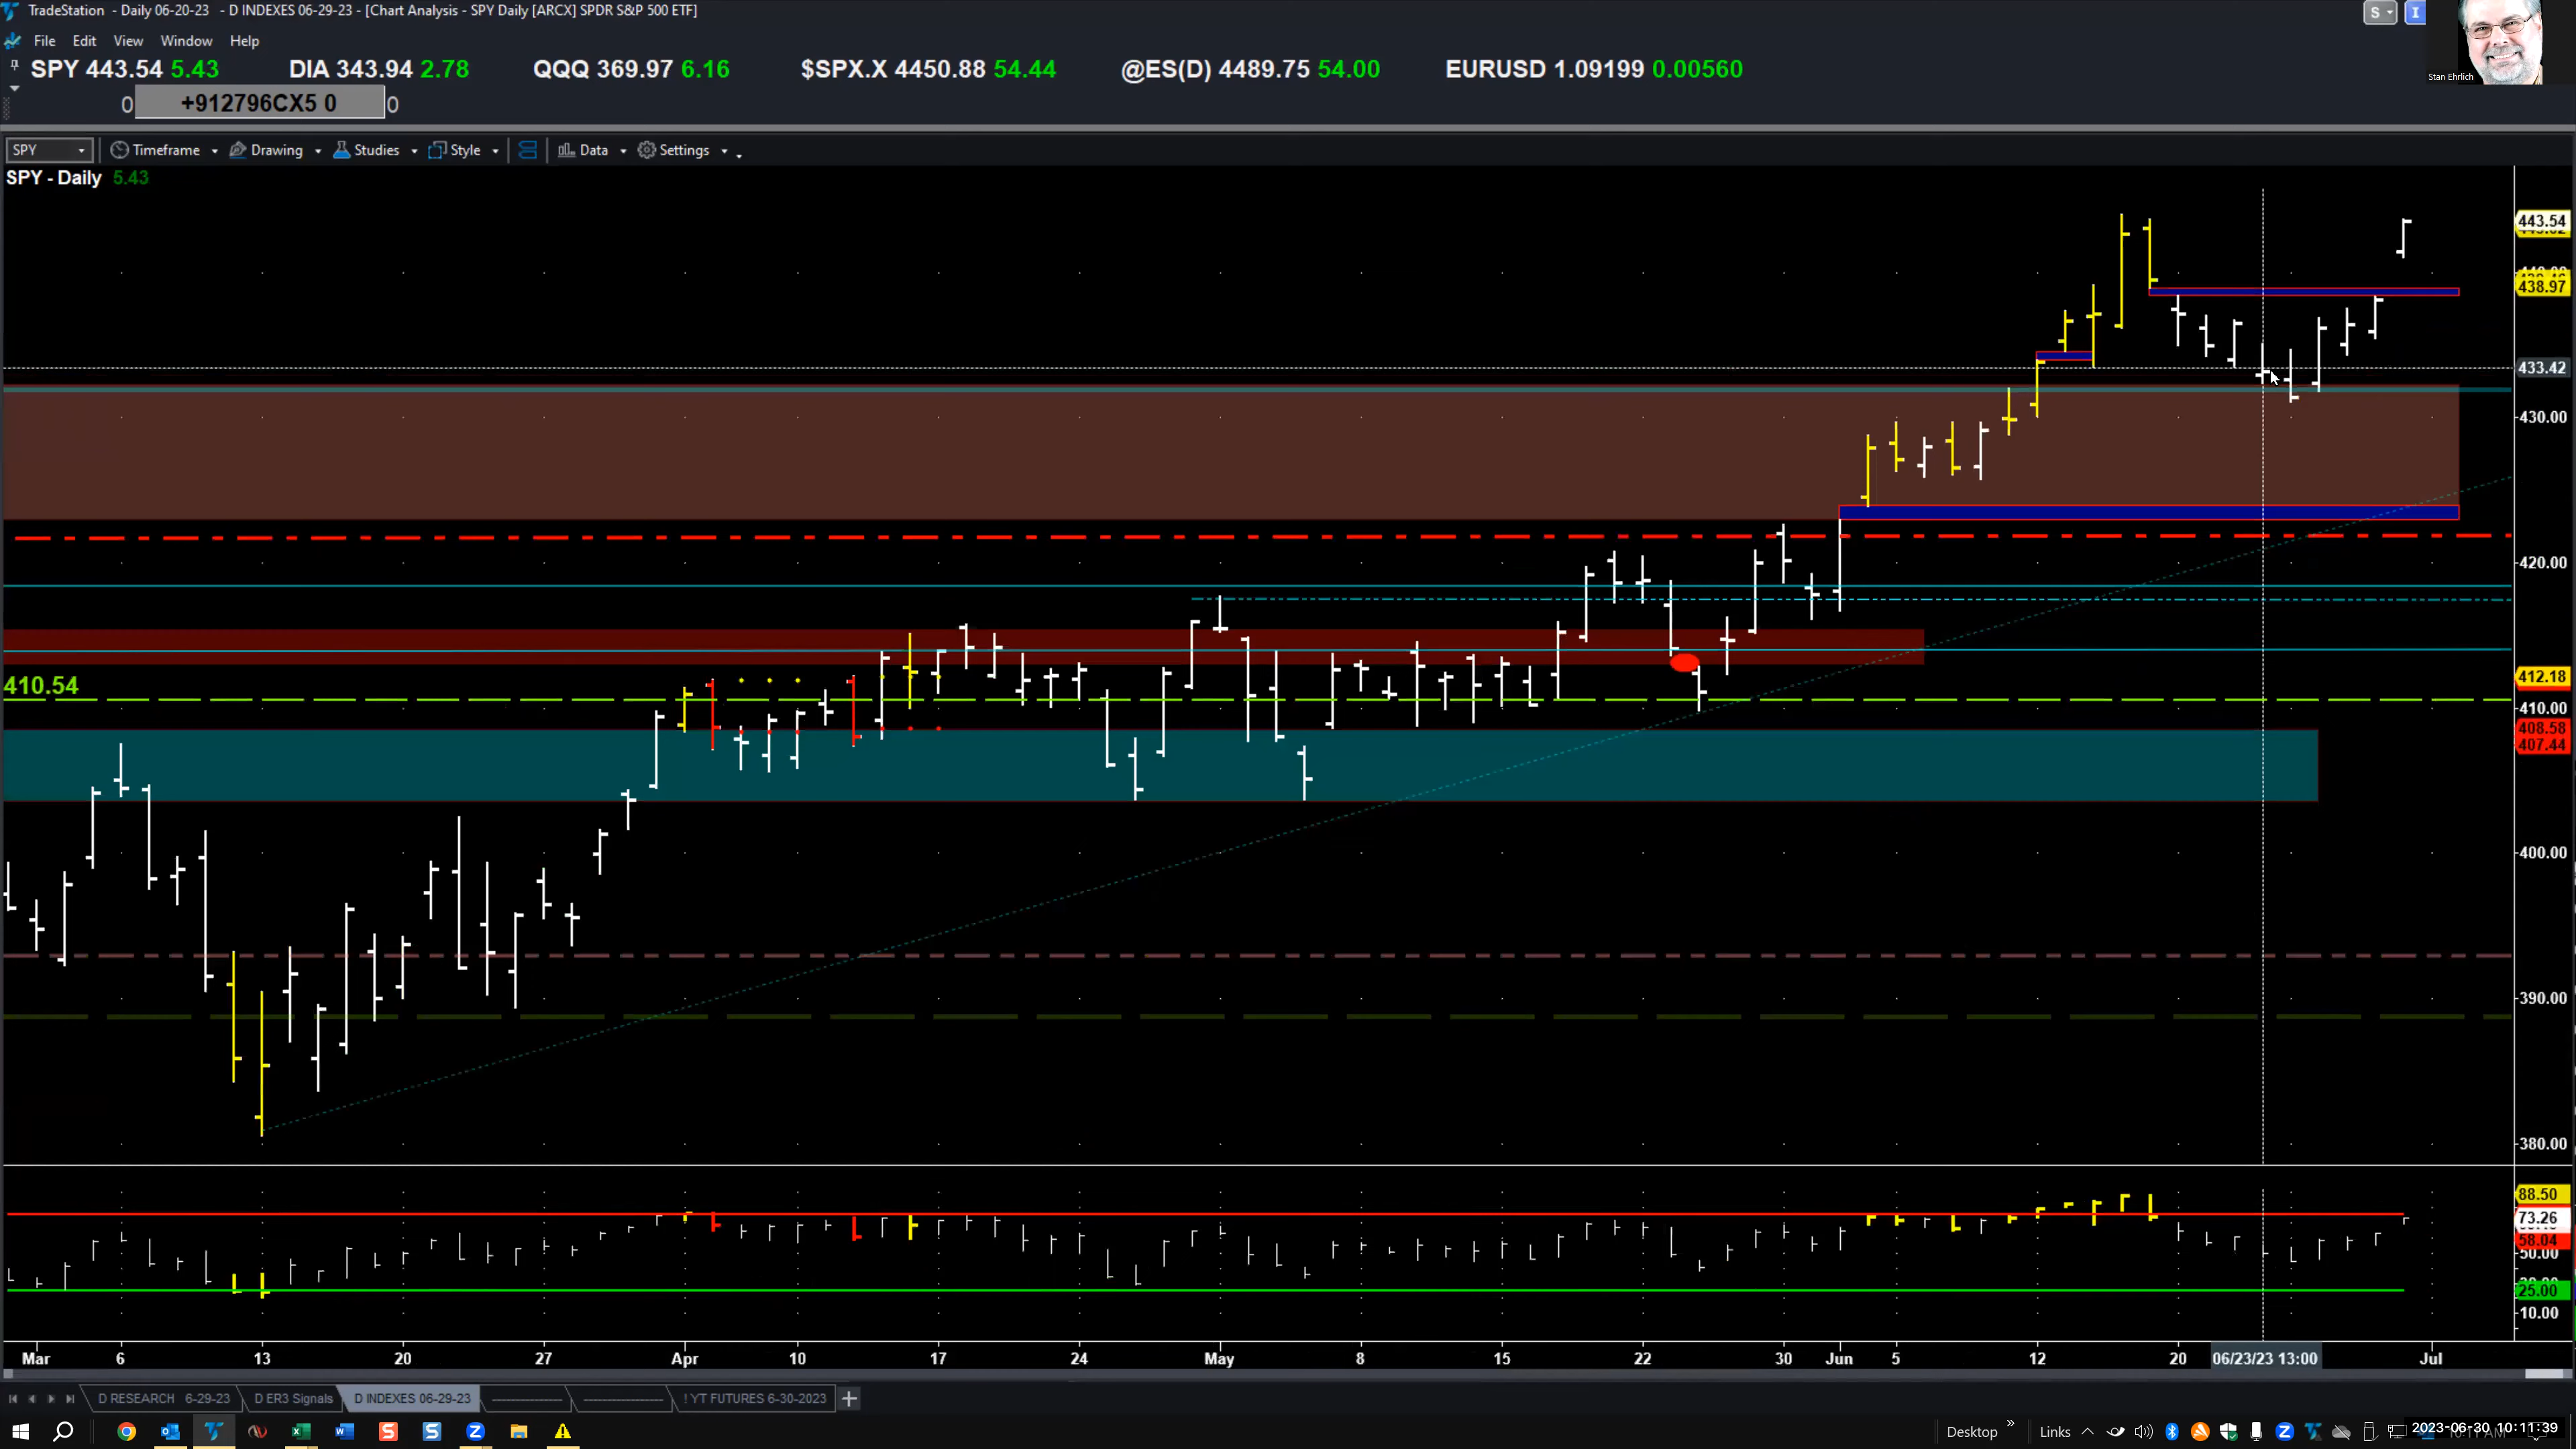 TradeStation - Daily 06-20-23 - D INDEXES 06-29-23 - [Chart Analysis - SPY Daily [ARCX] SPDR S&P 500 ETF]
S I
File Edit View Window Help
SPY 443.54 5.43 DIA 343.94 2.78 QQQ 369.97 6.16 $SPX.X 4450.88 54.44 @ES(D) 4489.75 54.00 EURUSD 1.09199 0.00560
Stan Ehrlich
0 +912796CX5 0 0
SPY Timeframe Drawing Studies Style Data Settings
SPY - Daily 5.43
443.54
438.97
433.42
430.00
420.00
410.54
412.18
410.00
408.58
407.44
400.00
390.00
380.00
88.50
73.26
58.04
50.00
25.00
10.00
Mar 6 13 20 27 Apr 10 17 24 May 8 15 22 30 Jun 5 12 20 06/23/23 13:00 Jul
D RESEARCH 6-29-23 D ER3 Signals D INDEXES 06-29-23 ! YT FUTURES 6-30-2023 +
Desktop Links 2023-06-30 10:11:39